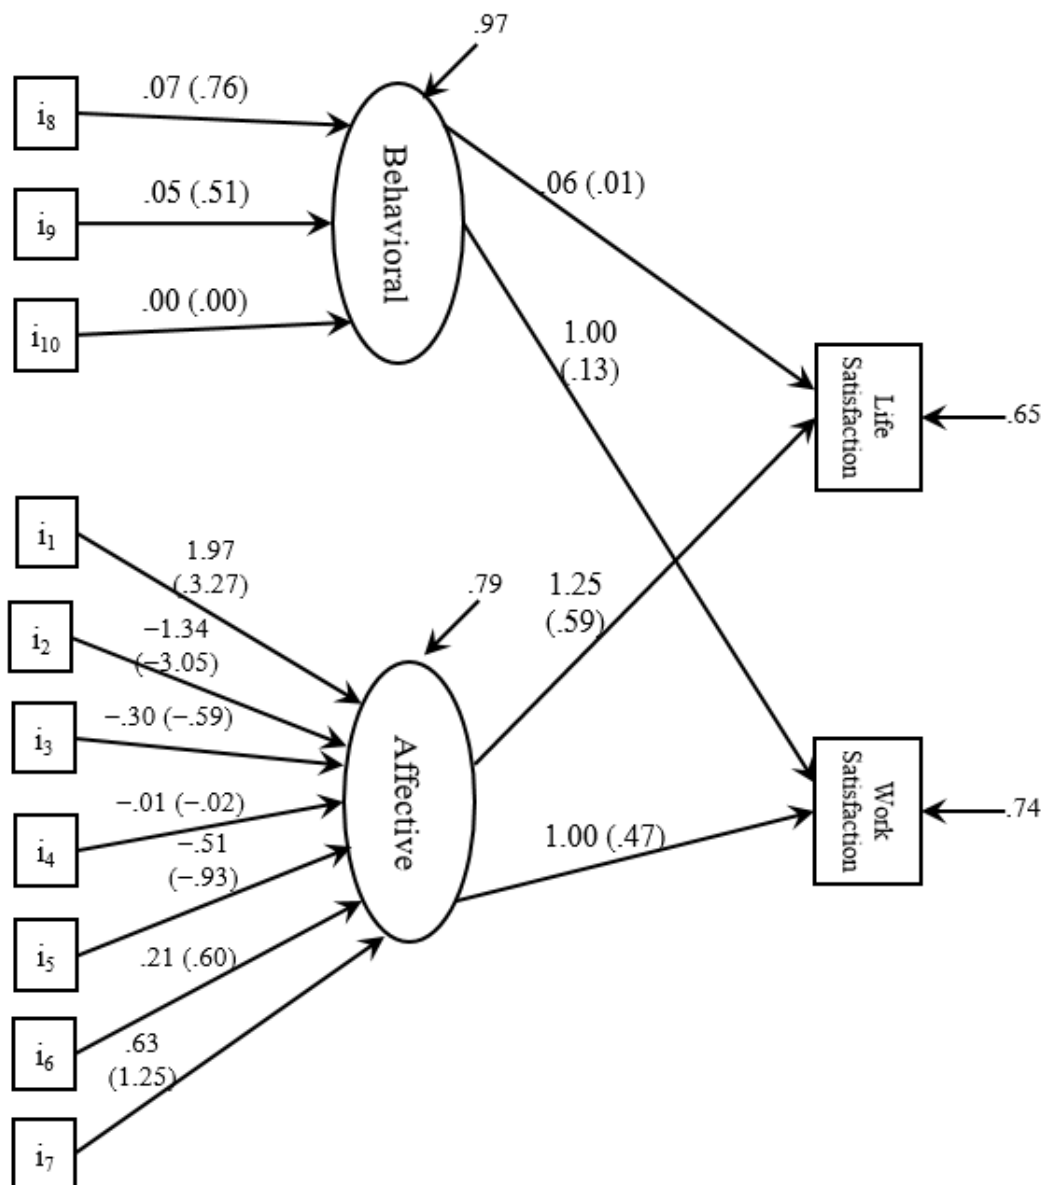 .97
i8
.07 (.76)
Behavioral
.06 (.01)
i9
.05 (.51)
i10
.00 (.00)
1.00
(.13)
Life
Satisfaction
.65
i1
1.97
(.3.27)
.79
1.25
(.59)
i2
−1.34
(−3.05)
i3
−.30 (−.59)
Affective
Work
Satisfaction
.74
i4
−.01 (−.02)
1.00 (.47)
i5
−.51
(−.93)
i6
.21 (.60)
i7
.63
(1.25)